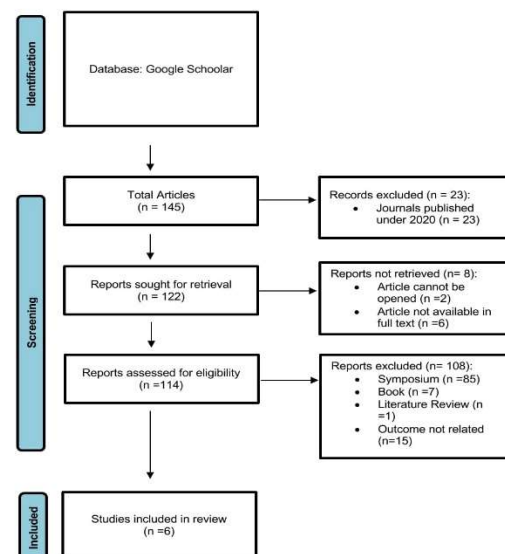 Identification
Database: Google Schoolar
Screening
Total Articles
(n = 145)
Records excluded (n = 23):
• Journals published
under 2020 (n = 23)
Reports sought for retrieval
(n = 122)
Reports not retrieved (n= 8):
• Article cannot be
opened (n =2)
• Article not available in
full text (n =6)
Reports assessed for eligibility
(n =114)
Reports excluded (n= 108):
• Symposium (n =85)
• Book (n =7)
• Literature Review (n
=1)
• Outcome not related
(n=15)
Included
Studies included in review
(n =6)